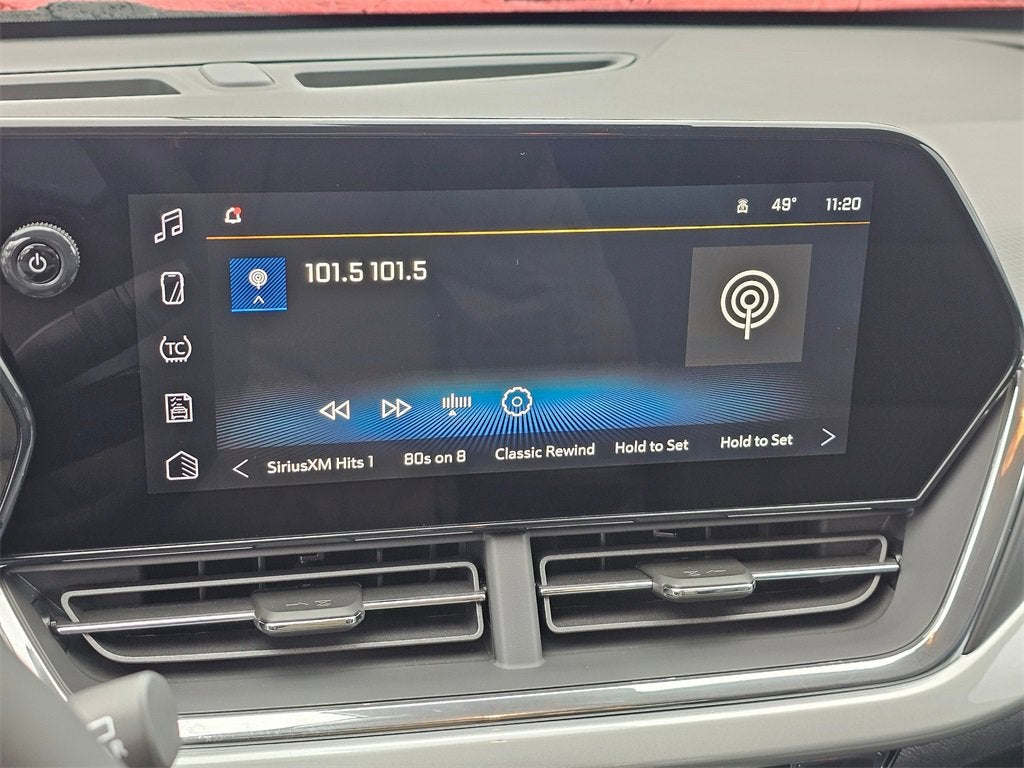 49° 11:20
101.5 101.5
TC
SiriusXM Hits 1 80s on 8 Classic Rewind Hold to Set Hold to Set